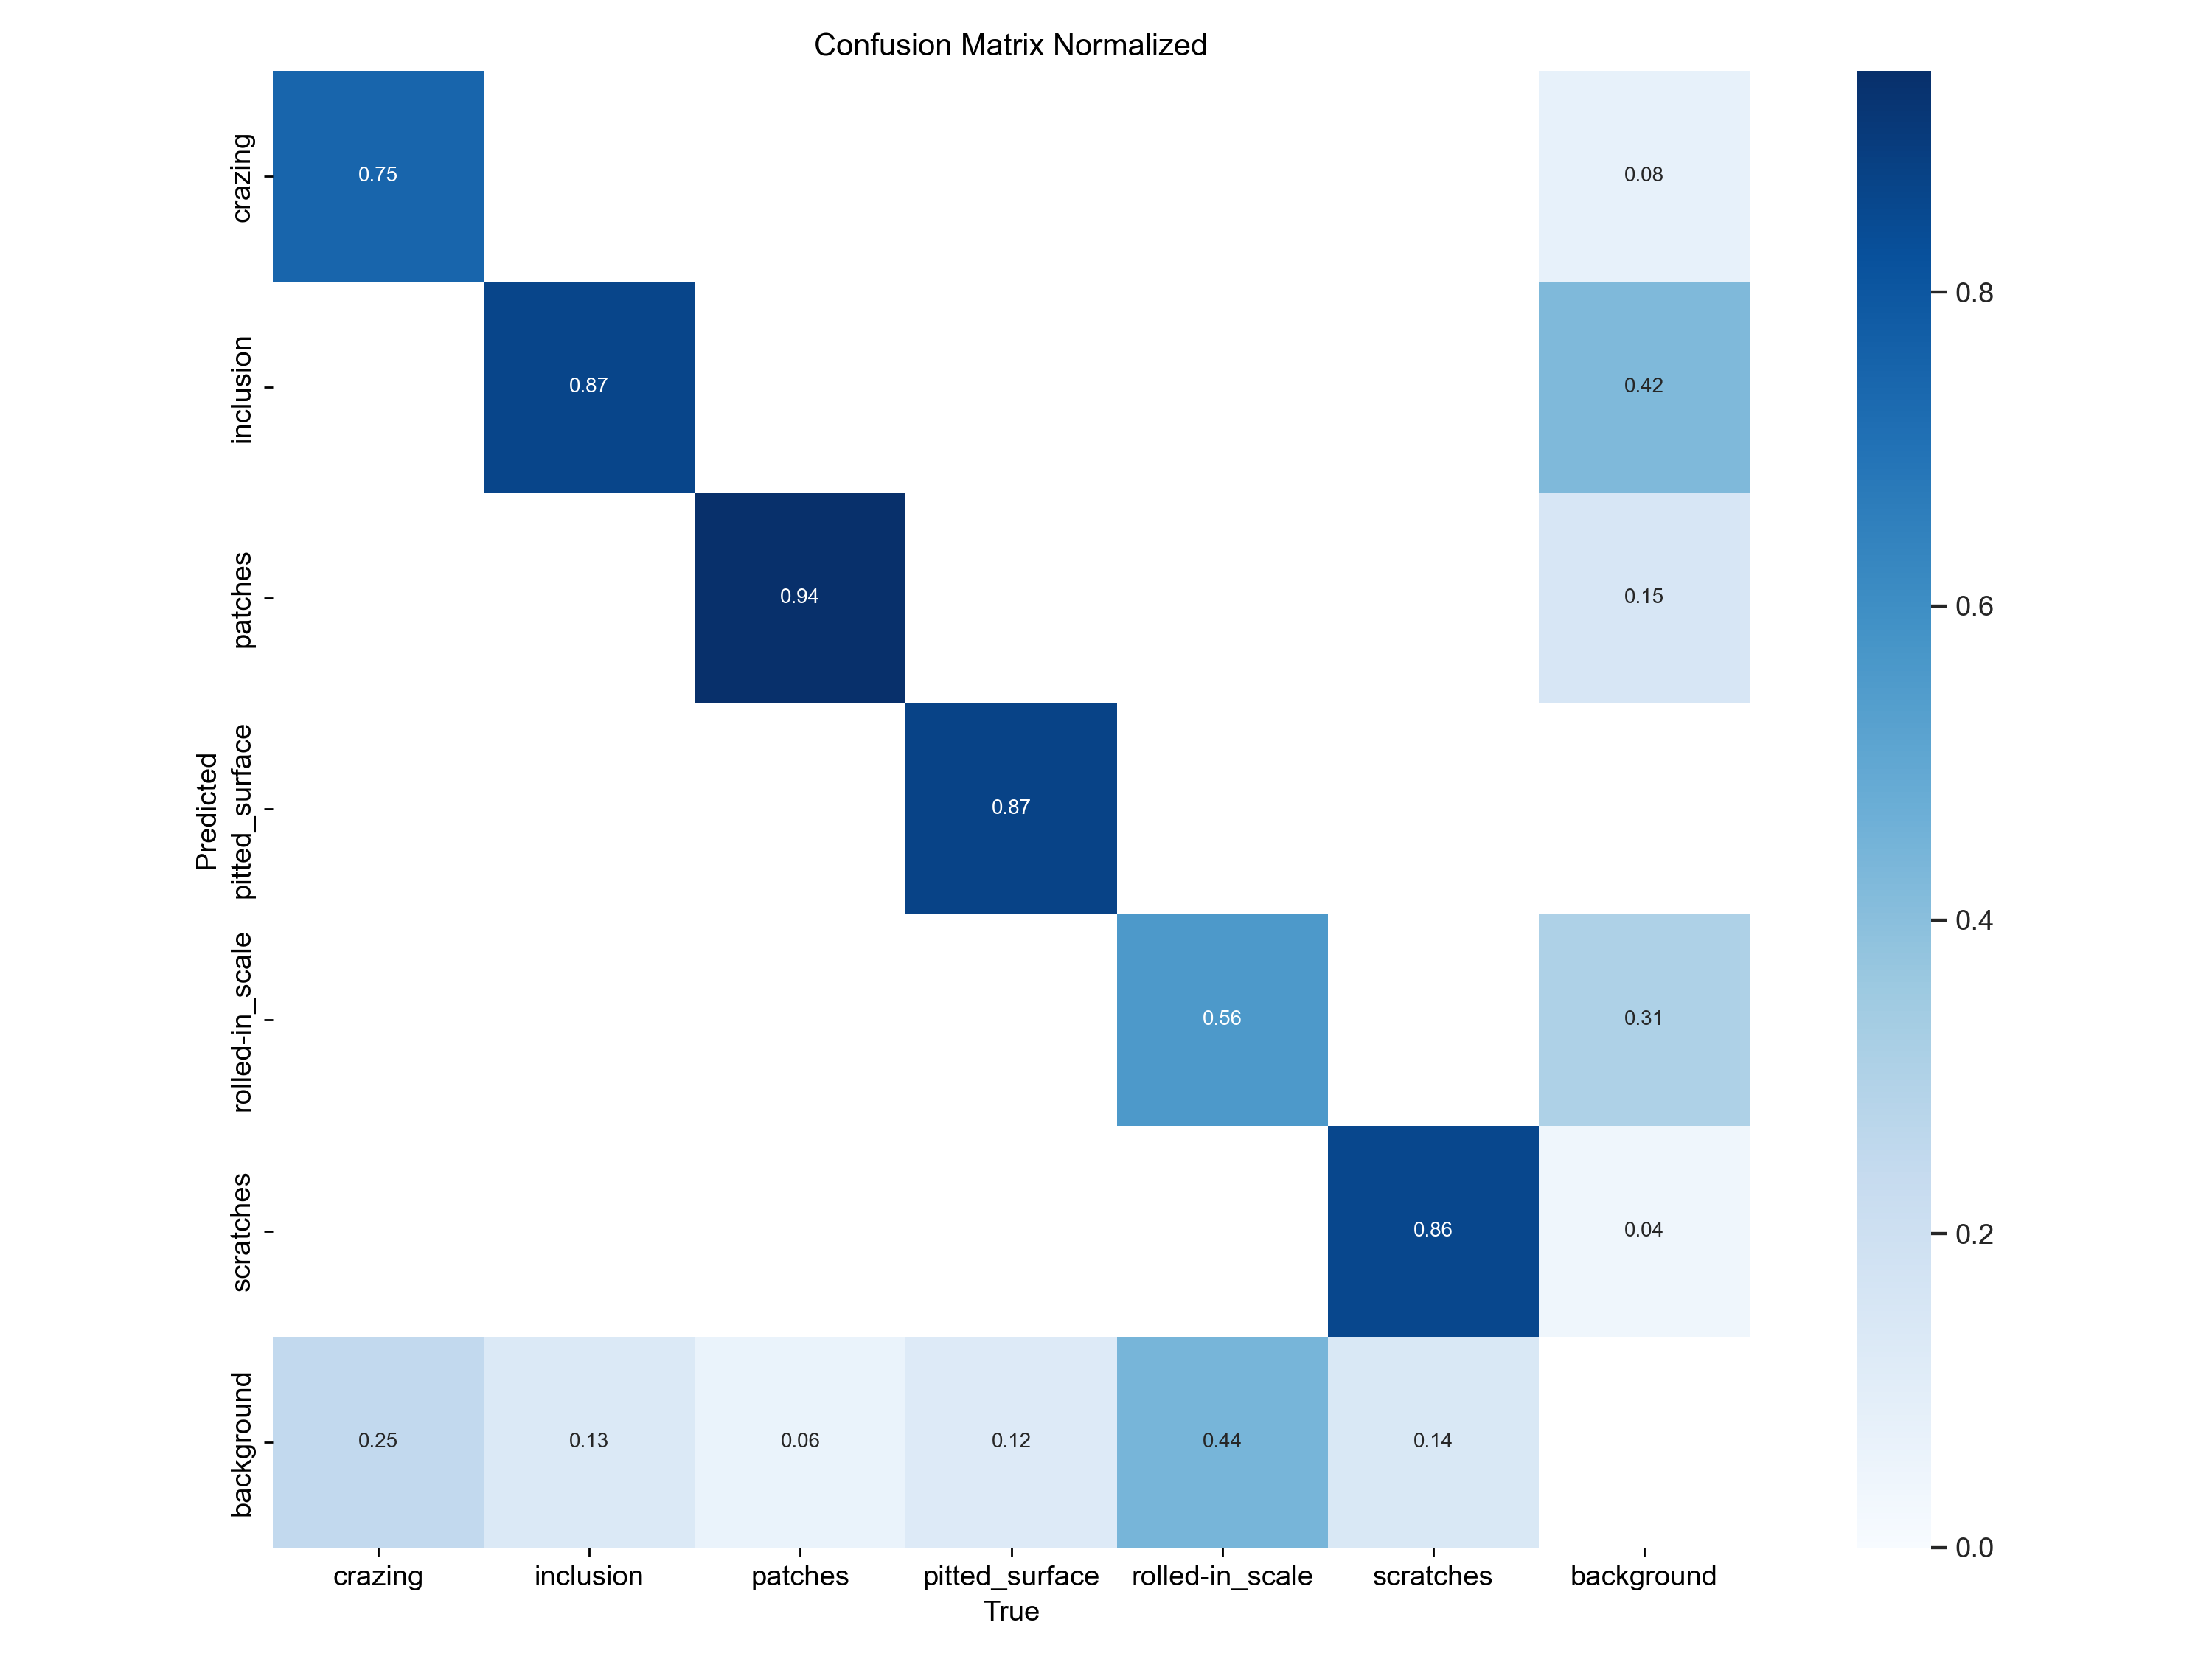 Confusion Matrix Normalized
crazing
0.75
0.08
inclusion
0.87
0.42
0.8
patches
0.94
0.15
0.6
Predicted
pitted_surface
0.87
0.4
rolled-in_scale
0.56
0.31
scratches
0.86
0.04
0.2
background
0.25 0.13 0.06 0.12 0.44 0.14
0.0
crazing inclusion patches pitted_surface rolled-in_scale scratches background
True